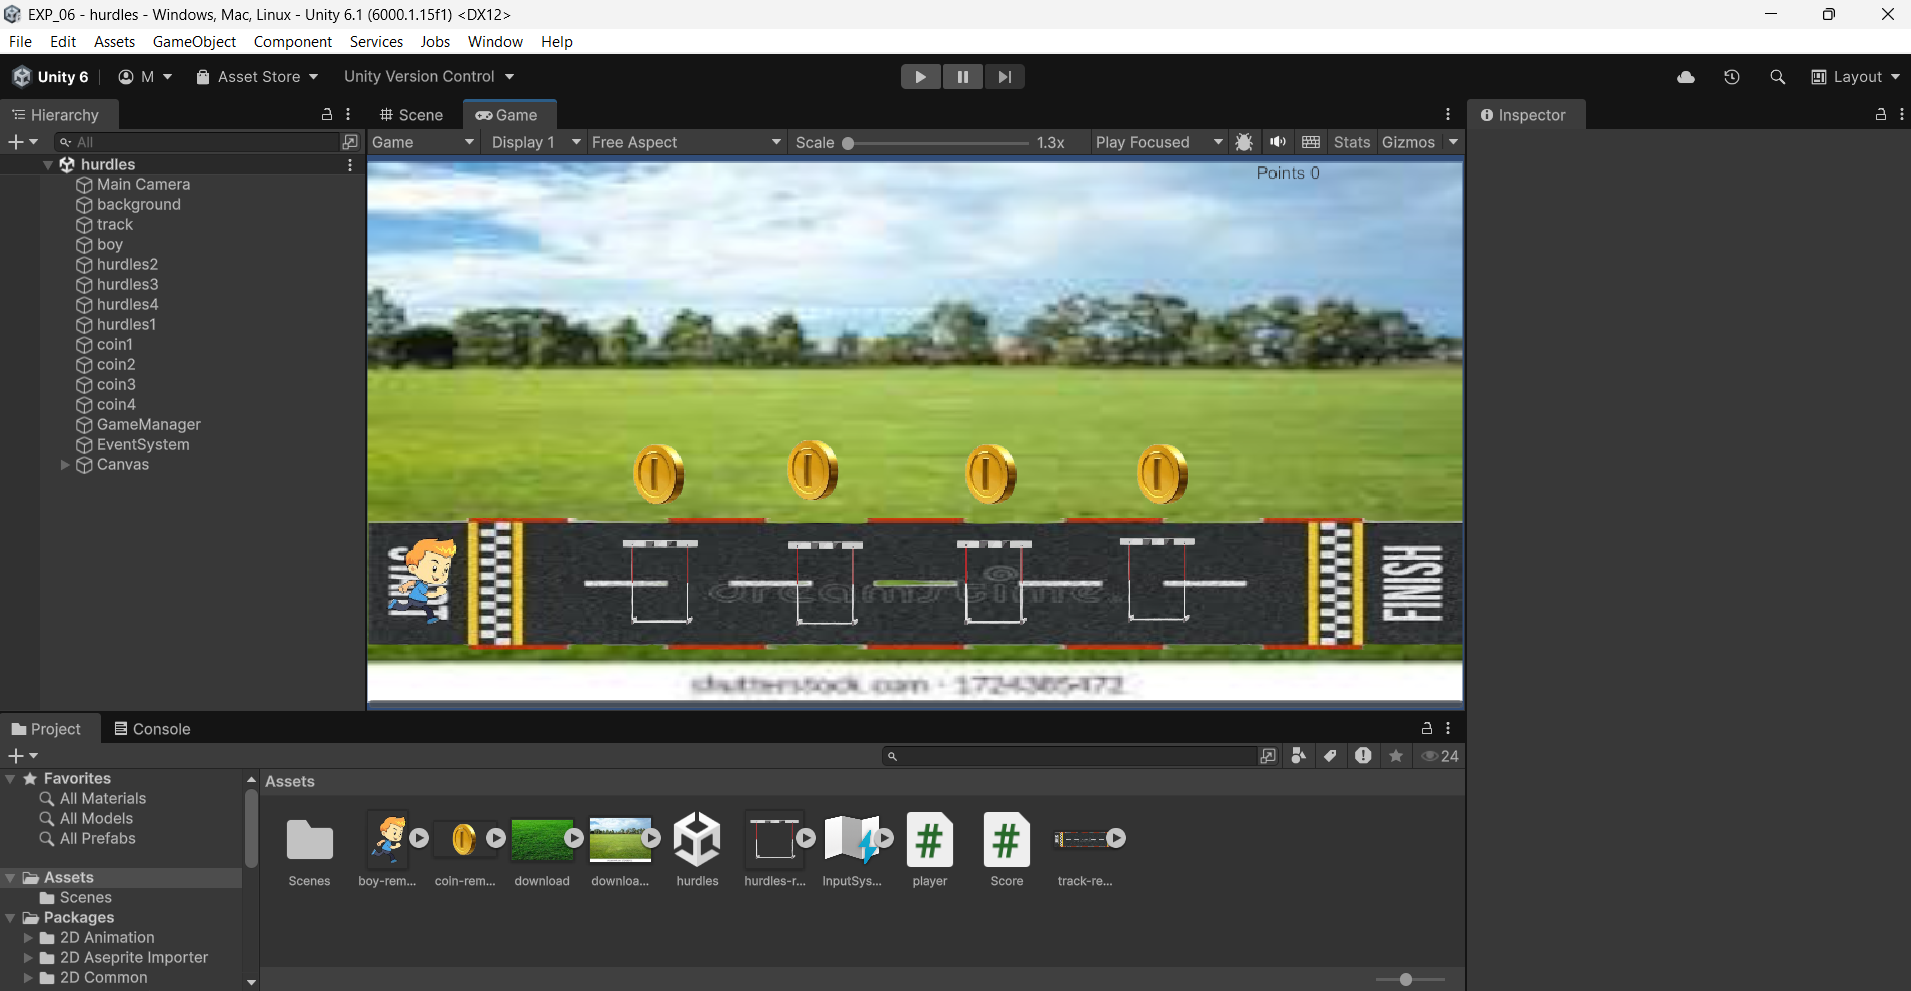 EXP_06 - hurdles - Windows, Mac, Linux - Unity 6.1 (6000.1.15f1) <DX12>
File Edit Assets GameObject Component Services Jobs Window Help
Unity 6 M Asset Store Unity Version Control Layout
Hierarchy Scene Game Inspector
All Game Display 1 Free Aspect Scale 1.3x Play Focused Stats Gizmos
hurdles
Main Camera
background
track
boy
hurdles2
hurdles3
hurdles4
hurdles1
coin1
coin2
coin3
coin4
GameManager
EventSystem
Canvas
Points 0
dreamstime
FINISH
shutterstock.com · 1724365472
Project Console
24
Favorites
All Materials
All Models
All Prefabs
Assets
Scenes
Packages
2D Animation
2D Aseprite Importer
2D Common
Assets
Scenes boy-rem... coin-rem... download downloa... hurdles hurdles-r... InputSys... player Score track-re...